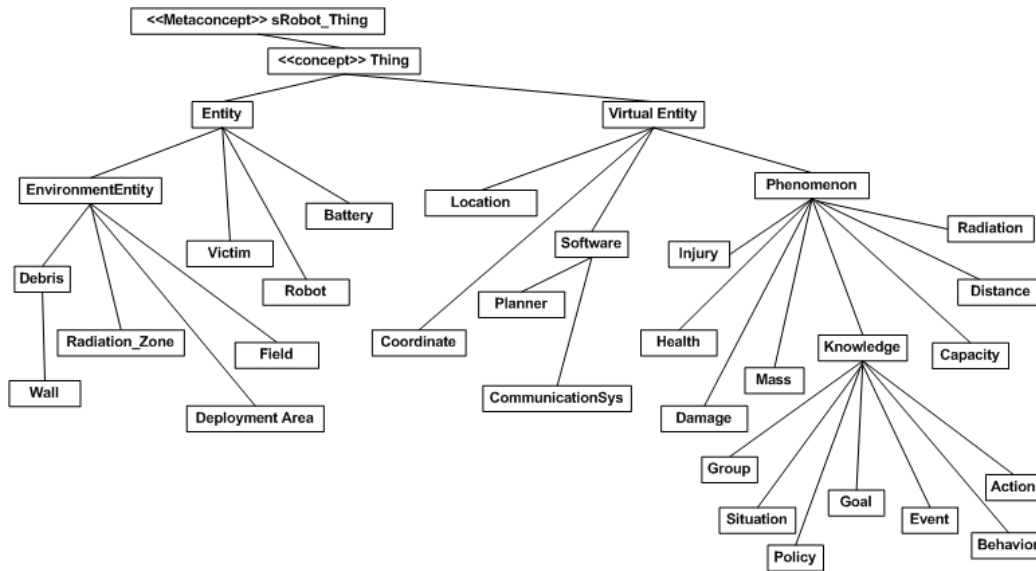 <<Metaconcept>> sRobot_Thing
<<concept>> Thing
Entity
Virtual Entity
EnvironmentEntity
Phenomenon
Location
Battery
Radiation
Victim
Software
Injury
Debris
Robot
Planner
Distance
Radiation_Zone
Field
Coordinate
Health
Knowledge
Capacity
Wall
Mass
CommunicationSys
Deployment Area
Damage
Group
Action
Goal
Situation
Event
Behavior
Policy